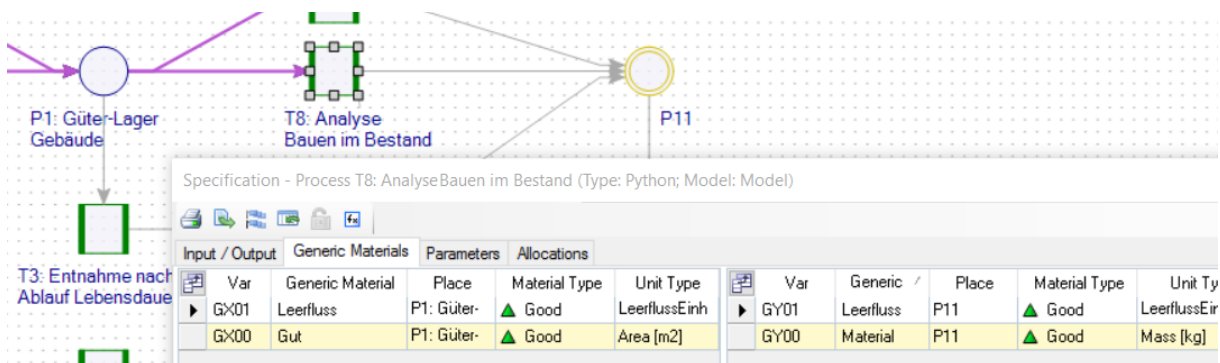 P1: Güter-Lager
Gebäude
T8: Analyse
Bauen im Bestand
P11
Specification - Process T8: AnalyseBauen im Bestand (Type: Python; Model: Model)
fx
Input / Output Generic Materials Parameters Allocations
T3: Entnahme nach
Ablauf Lebensdaue
Var Generic Material Place Material Type Unit Type Var Generic Place Material Type Unit Ty
GX01 Leerfluss P1: Güter- Good LeerflussEinh GY01 Leerfluss P11 Good LeerflussEin
GX00 Gut P1: Güter- Good Area [m2] GY00 Material P11 Good Mass [kg]